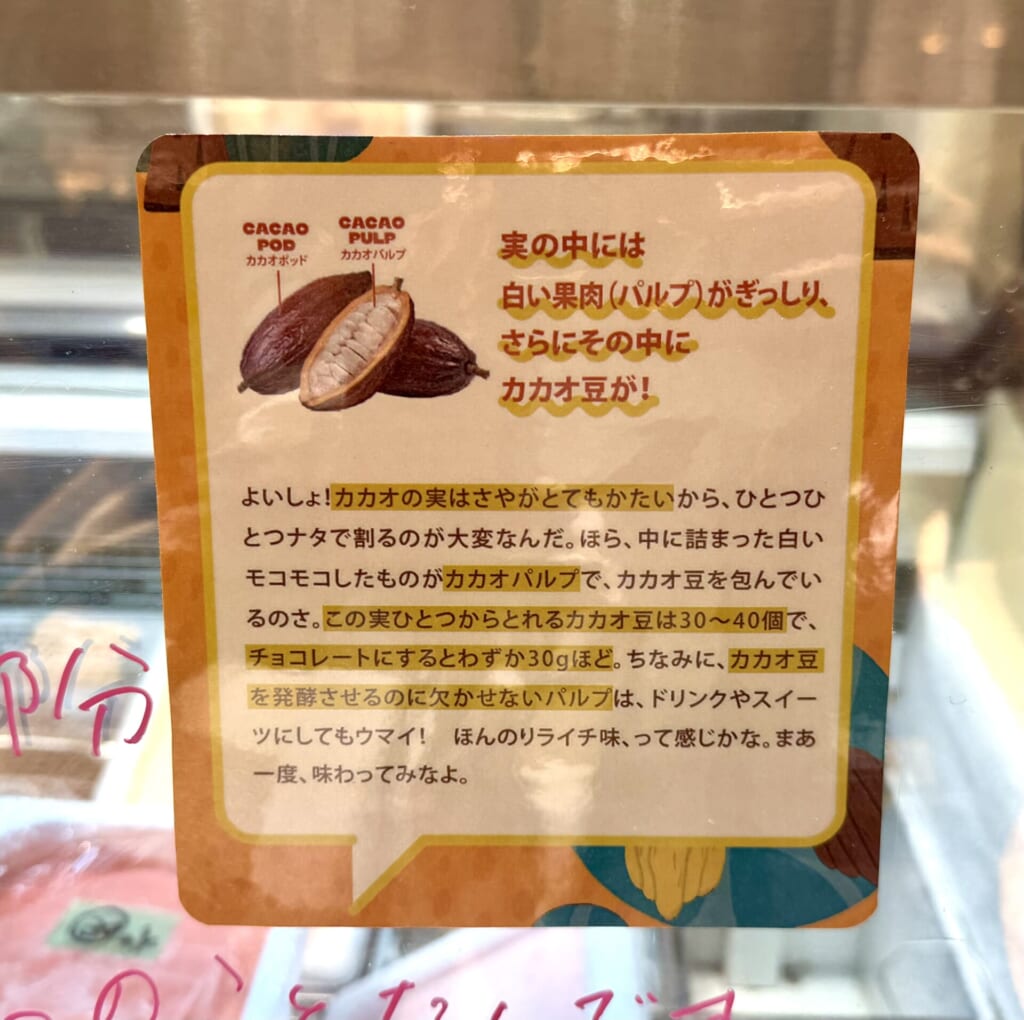 CACAO
POD
カカオポッド
CACAO
PULP
カカオパルプ
実の中には
白い果肉(パルプ)がぎっしり、
さらにその中に
カカオ豆が!
よいしょ!カカオの実はさやがとてもかたいから、ひとつひ
とつナタで割るのが大変なんだ。ほら、中に詰まった白い
モコモコしたものがカカオパルプで、カカオ豆を包んでい
るのさ。この実ひとつからとれるカカオ豆は30〜40個で、
チョコレートにするとわずか30gほど。ちなみに、カカオ豆
を発酵させるのに欠かせないパルプは、ドリンクやスイー
ツにしてもウマイ! ほんのりライチ味、って感じかな。まあ
一度、味わってみなよ。
部分